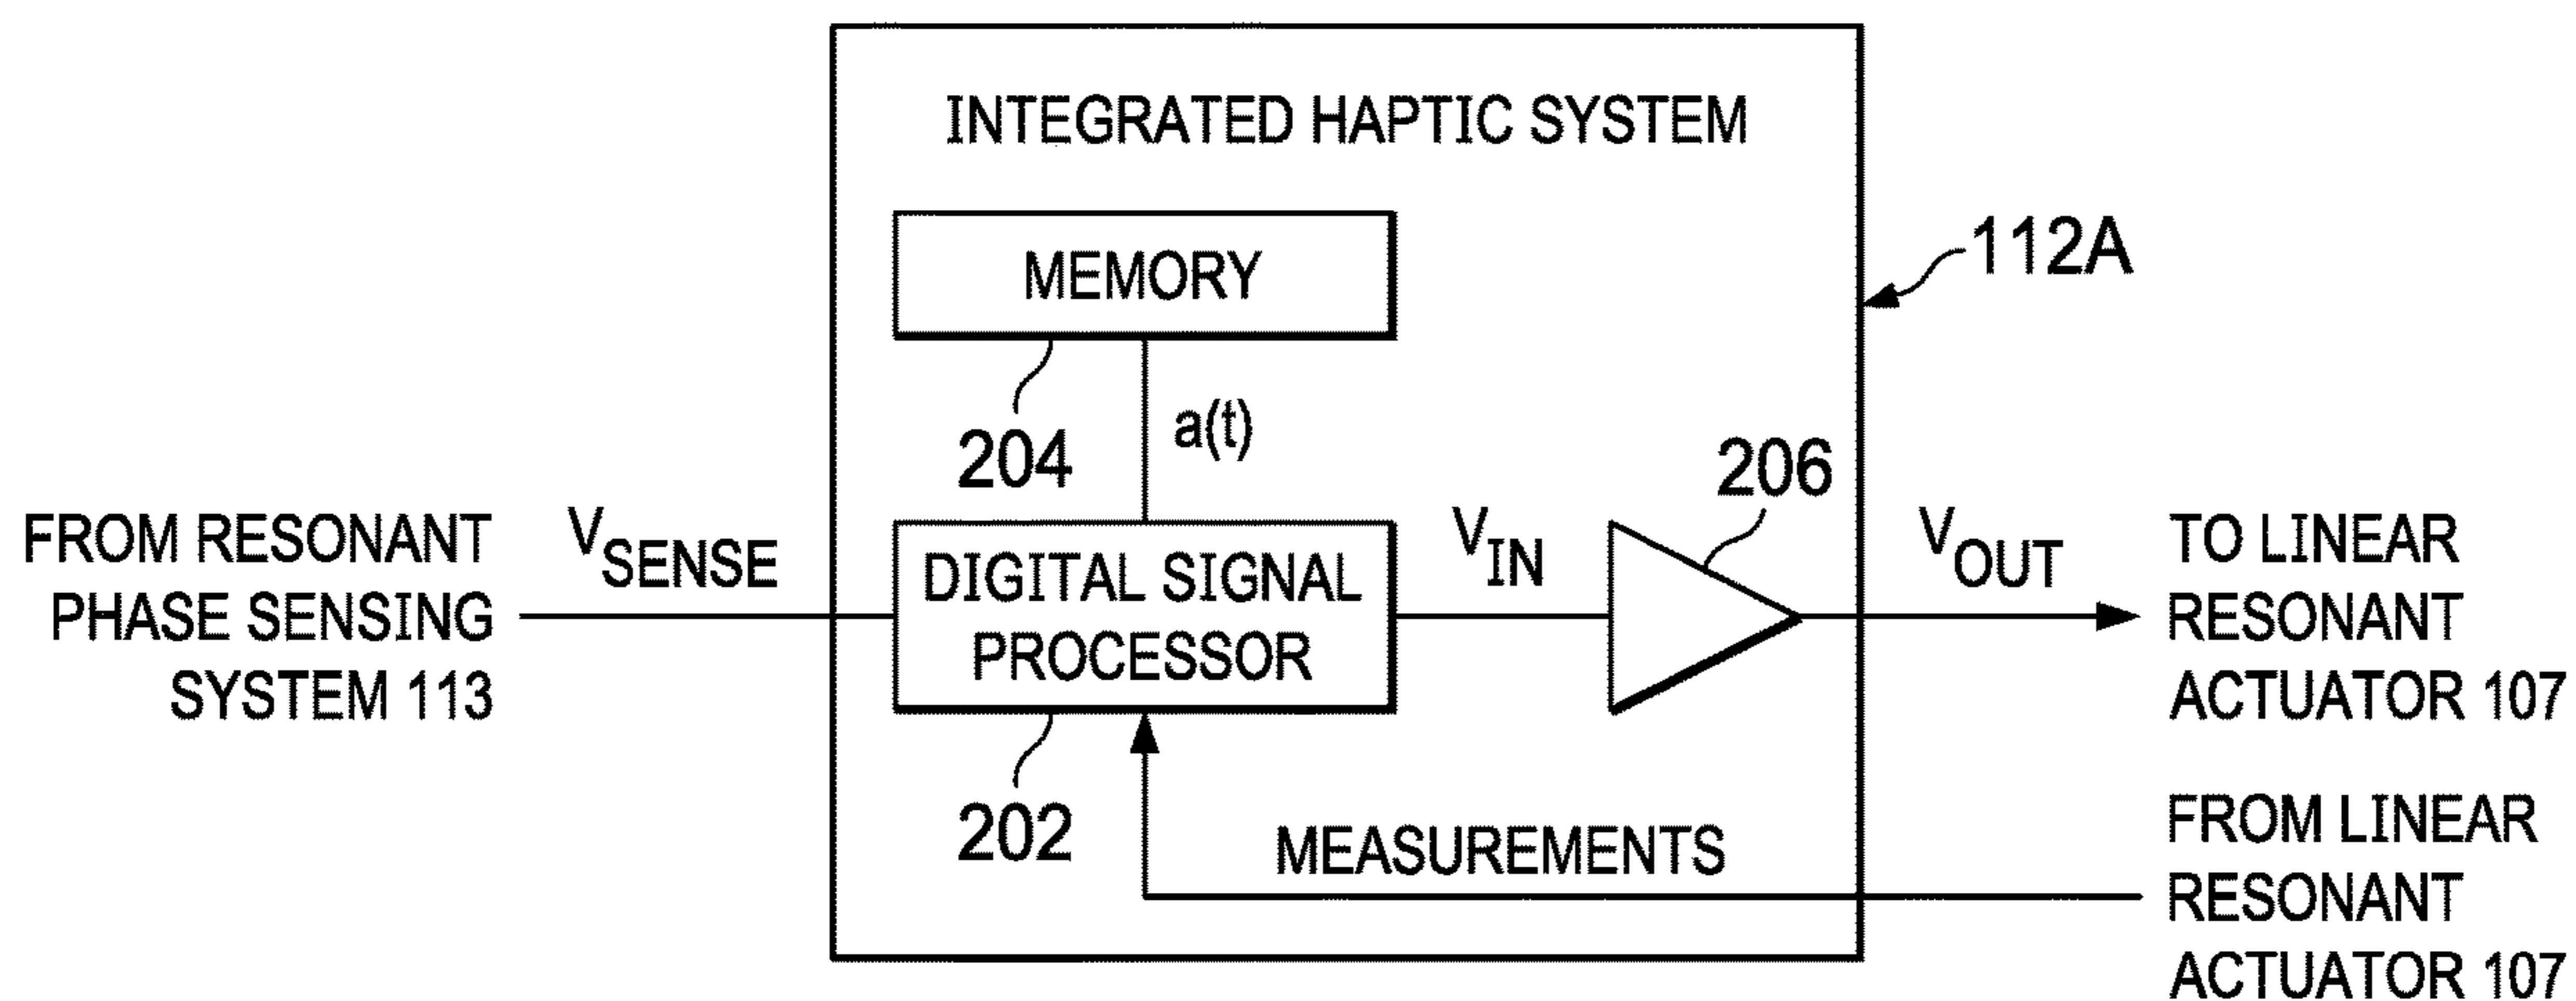 INTEGRATED HAPTIC SYSTEM
MEMORY
112A
204
a(t)
206
FROM RESONANT
PHASE SENSING
SYSTEM 113
VSENSE
DIGITAL SIGNAL
PROCESSOR
VIN
VOUT
TO LINEAR
RESONANT
ACTUATOR 107
202
MEASUREMENTS
FROM LINEAR
RESONANT
ACTUATOR 107